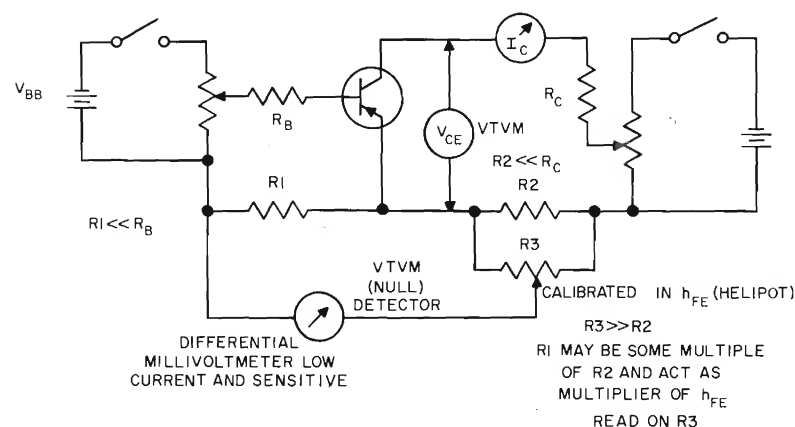 V_BB
R_B
I_C
R_C
V_CE
VTVM
R2<<R_C
R1
R2
R1<<R_B
R3
VTVM
(NULL)
DETECTOR
CALIBRATED IN h_FE (HELIPOT)
DIFFERENTIAL
MILLIVOLTMETER LOW
CURRENT AND SENSITIVE
R3>>R2
R1 MAY BE SOME MULTIPLE
OF R2 AND ACT AS
MULTIPLIER OF h_FE
READ ON R3